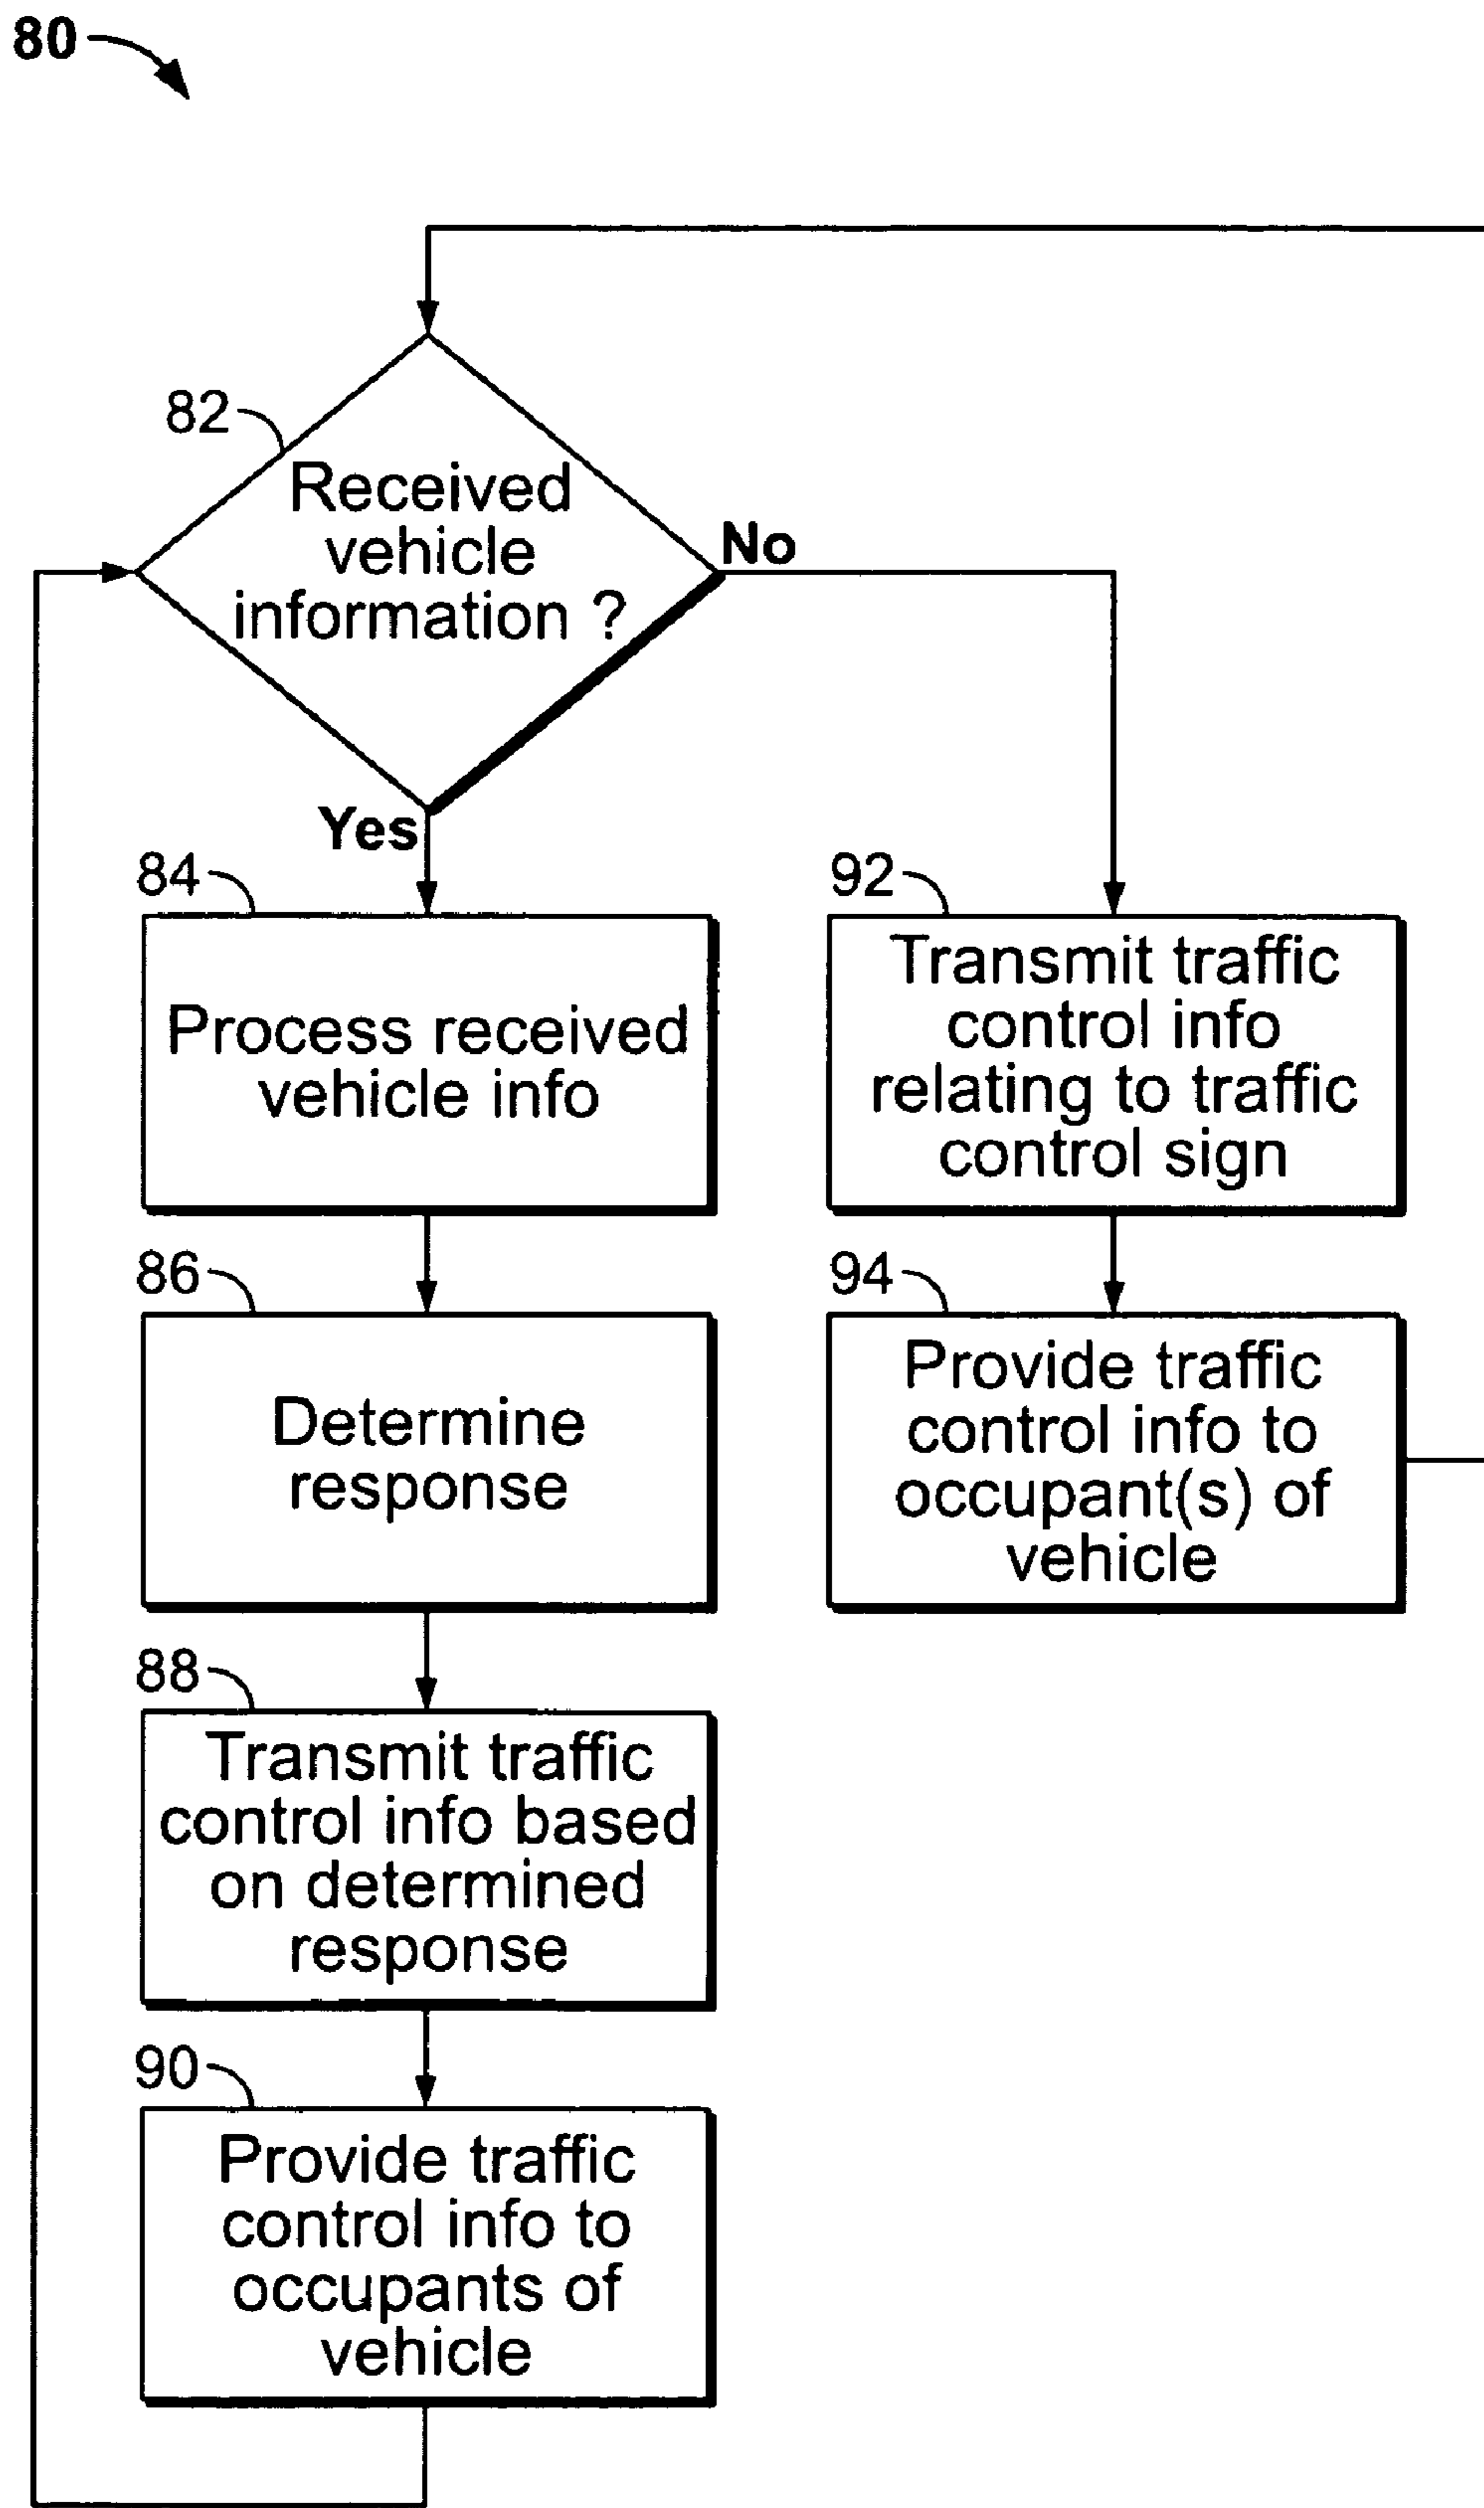 80
82
Received
vehicle
information ?
No
Yes
84
Process received
vehicle info
92
Transmit traffic
control info
relating to traffic
control sign
86
Determine
response
94
Provide traffic
control info to
occupant(s) of
vehicle
88
Transmit traffic
control info based
on determined
response
90
Provide traffic
control info to
occupants of
vehicle